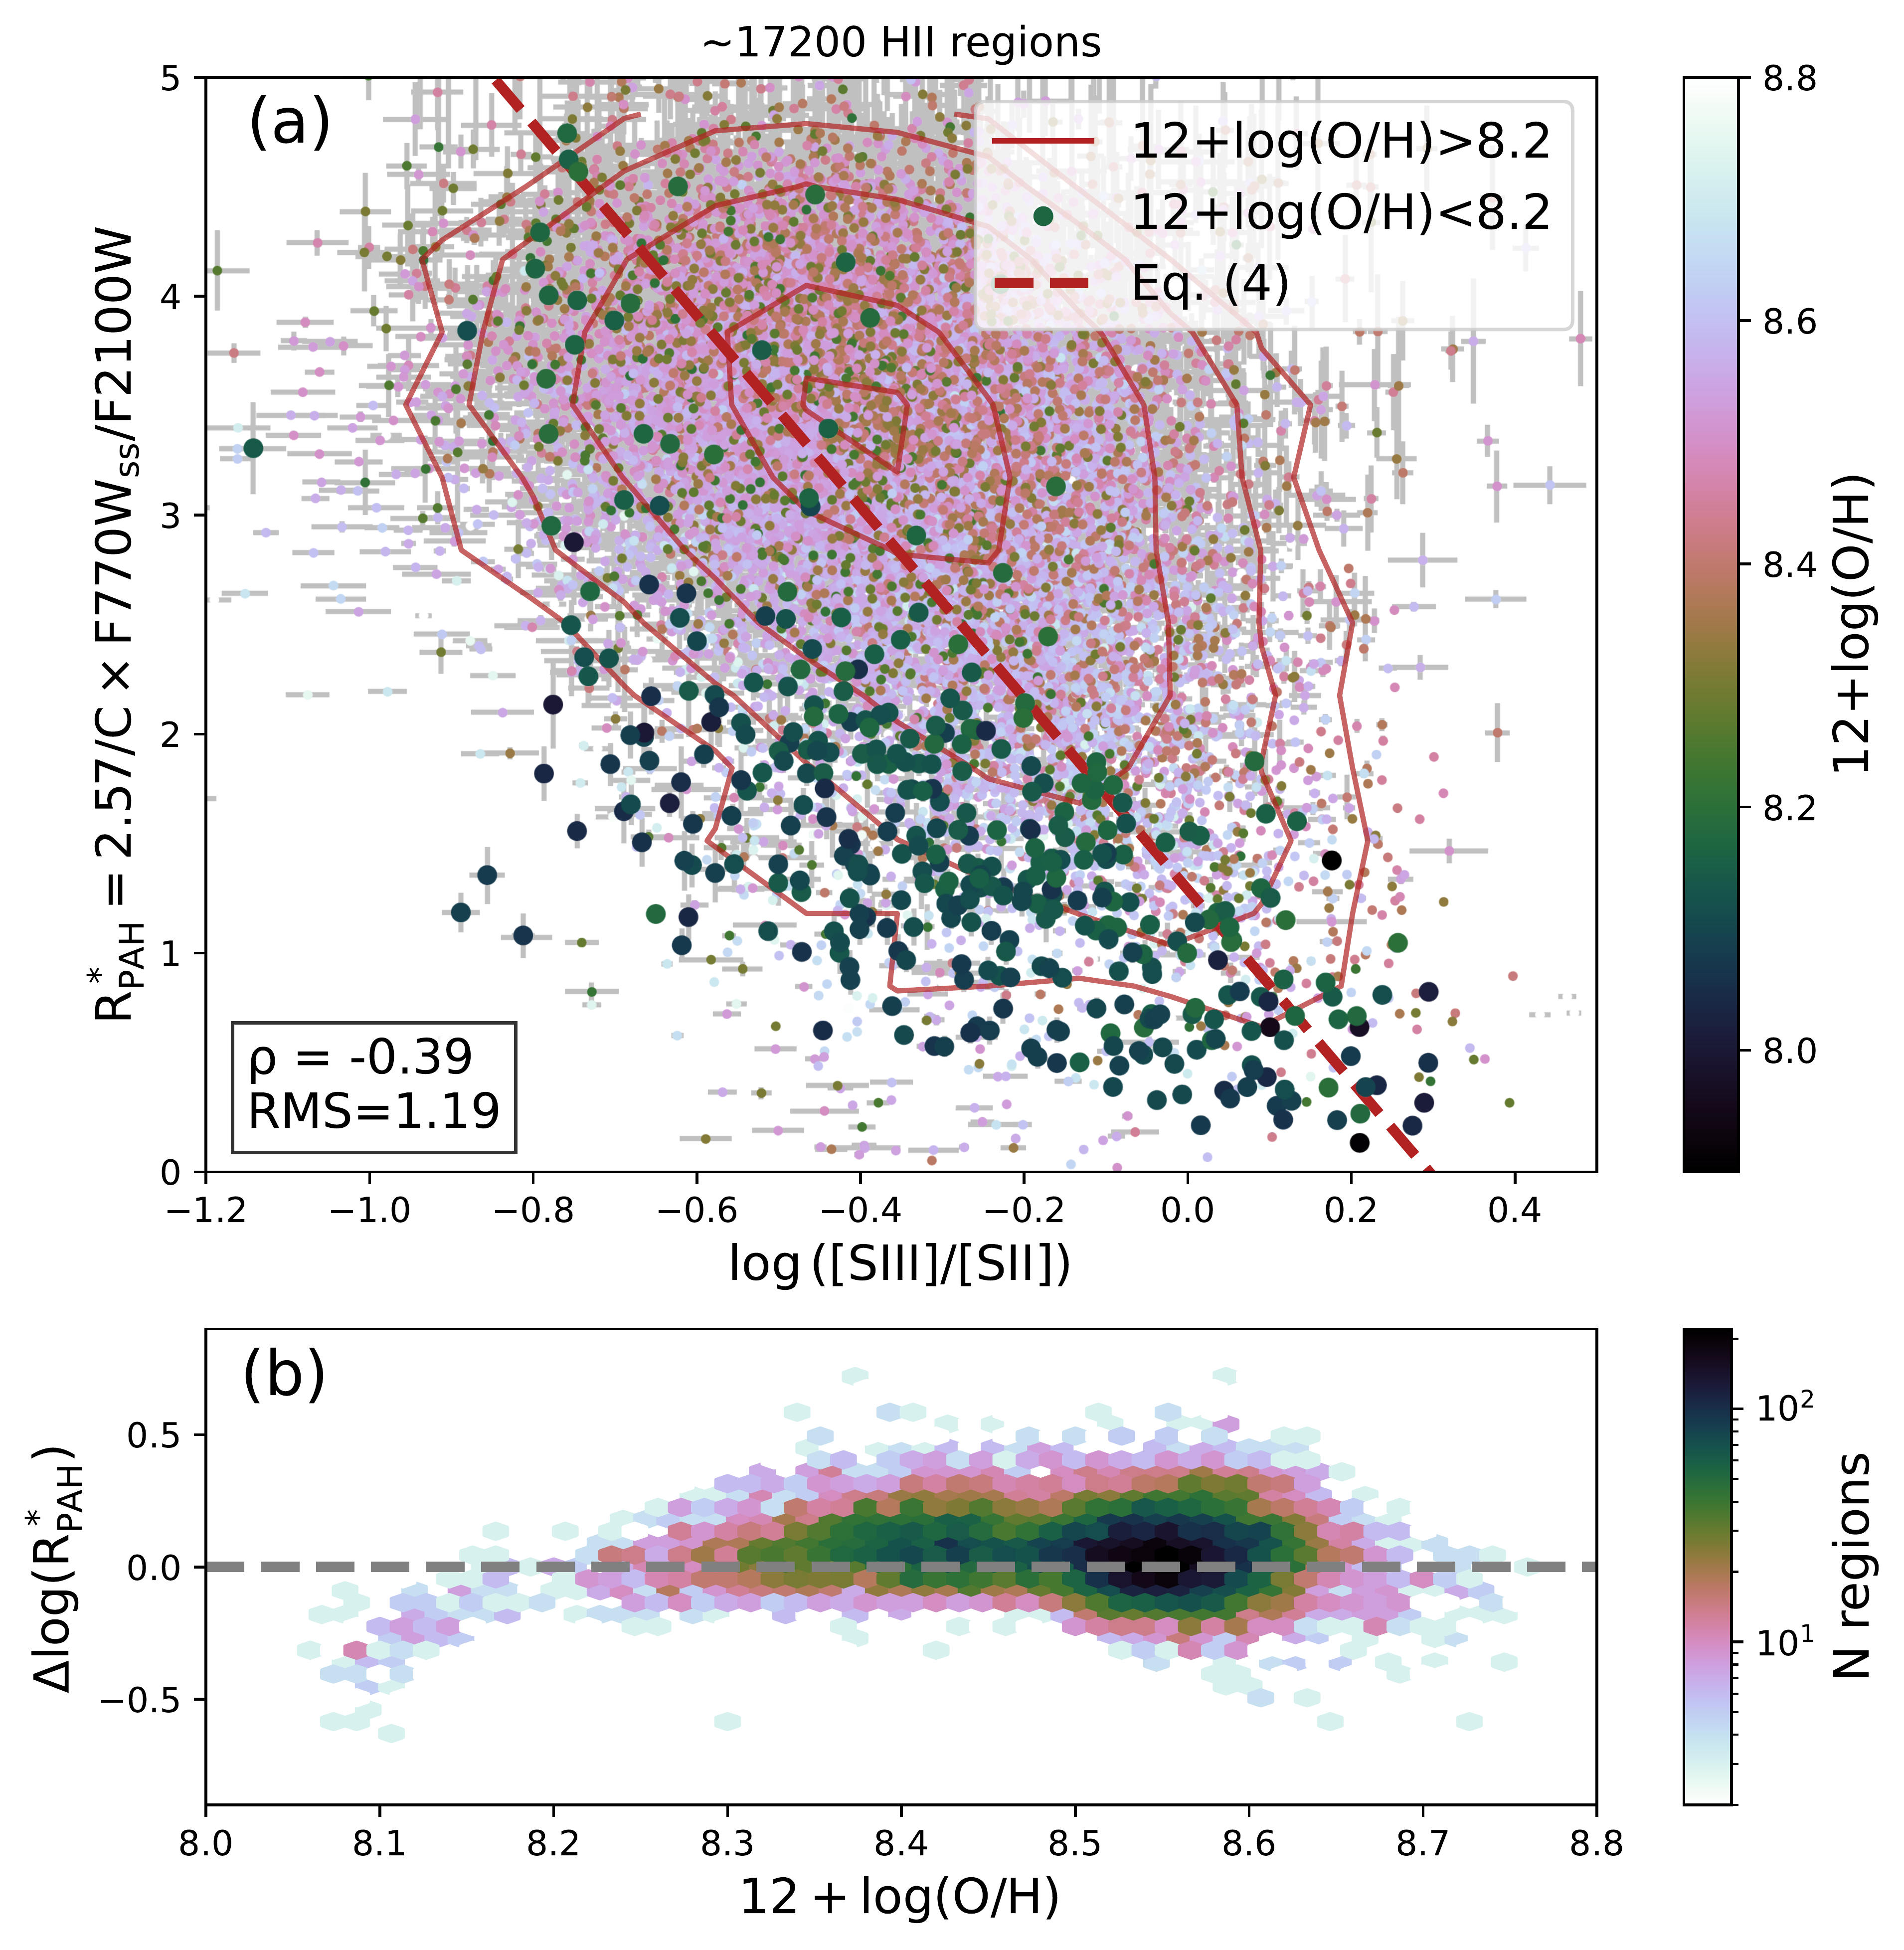 ~17200 HII regions
(a)
12+log(O/H)>8.2
12+log(O/H)<8.2
Eq. (4)
ρ = -0.39
RMS=1.19
5
4
3
2
1
0
R*PAH = 2.57/C × F770Wss/F2100W
−1.2 −1.0 −0.8 −0.6 −0.4 −0.2 0.0 0.2 0.4
log ([SIII]/[SII])
8.8
8.6
8.4
8.2
8.0
12+log(O/H)
(b)
0.5
0.0
−0.5
Δlog(R*PAH)
8.0 8.1 8.2 8.3 8.4 8.5 8.6 8.7 8.8
12 + log(O/H)
10²
10¹
N regions